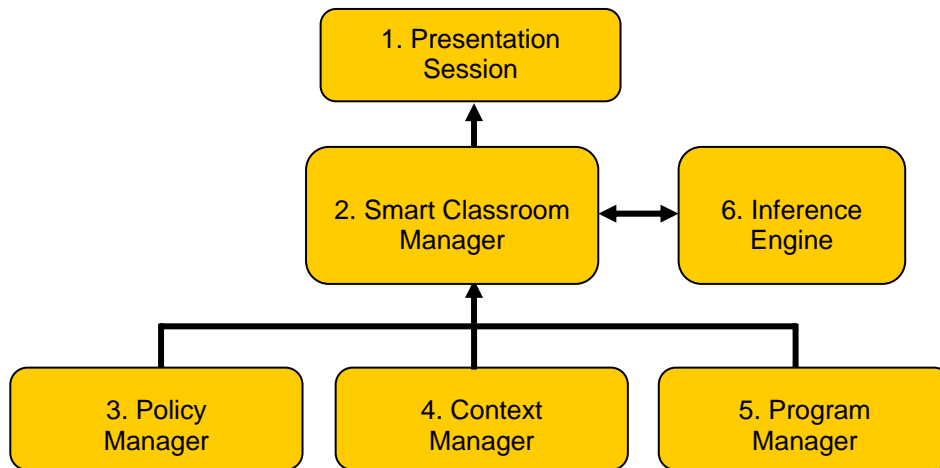 1. Presentation
Session
2. Smart Classroom
Manager
6. Inference
Engine
3. Policy
Manager
4. Context
Manager
5. Program
Manager